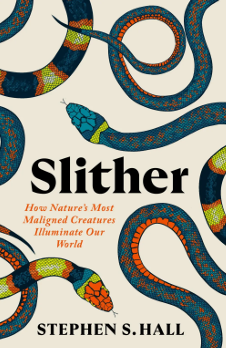 Slither
How Nature's Most
Maligned Creatures
Illuminate Our
World
STEPHEN S. HALL